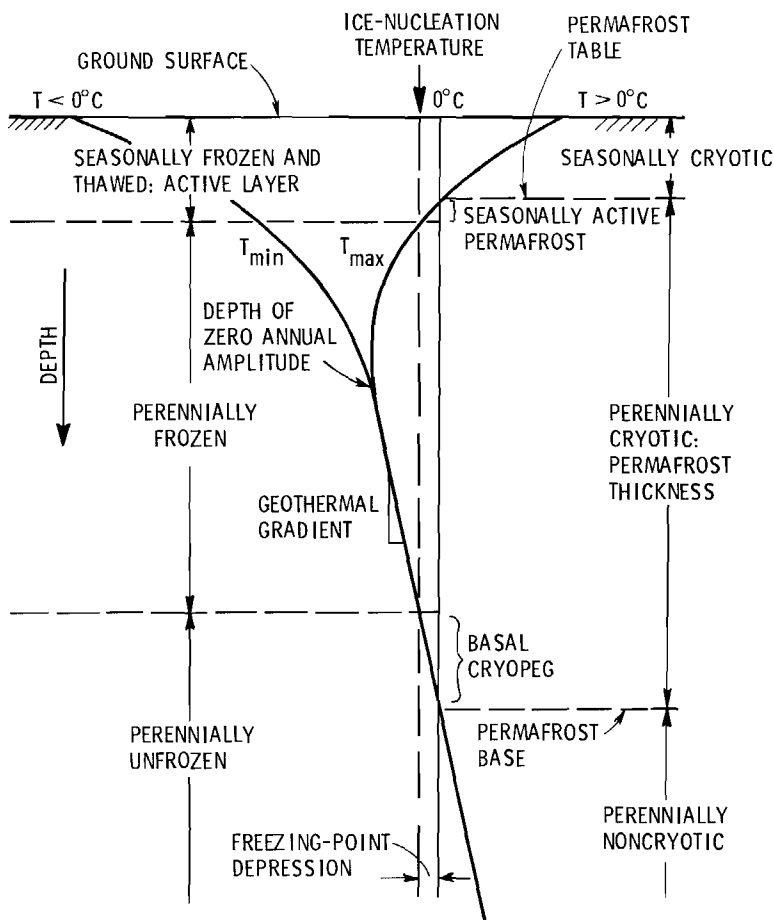 ICE-NUCLEATION
TEMPERATURE
PERMAFROST
TABLE
GROUND SURFACE
T < 0°C
0°C
T > 0°C
SEASONALLY FROZEN AND
THAWED: ACTIVE LAYER
SEASONALLY CRYOTIC
SEASONALLY ACTIVE
PERMAFROST
Tmin
Tmax
DEPTH
DEPTH OF
ZERO ANNUAL
AMPLITUDE
PERENNIALLY
FROZEN
PERENNIALLY
CRYOTIC:
PERMAFROST
THICKNESS
GEOTHERMAL
GRADIENT
BASAL
CRYOPEG
PERENNIALLY
UNFROZEN
PERMAFROST
BASE
PERENNIALLY
NONCRYOTIC
FREEZING-POINT
DEPRESSION